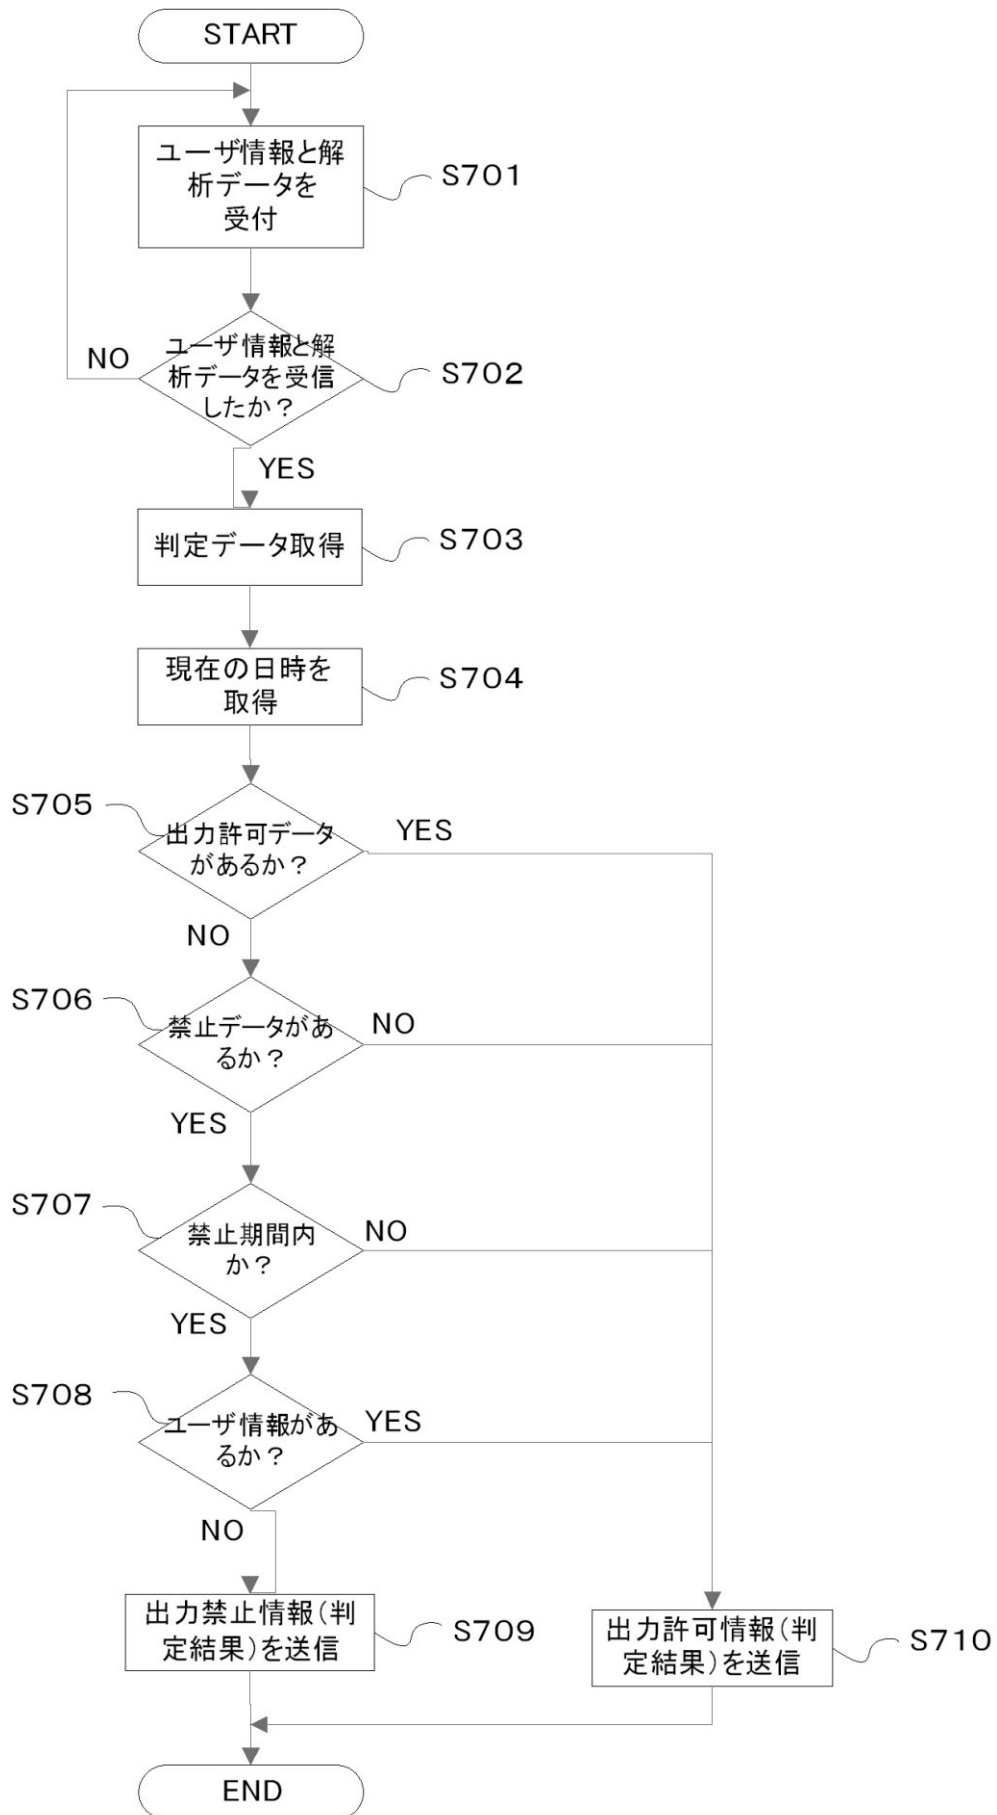 START
ユーザ情報と解
析データを
受付
S701
ユーザ情報と解
析データを受信
したか？
NO
S702
YES
判定データ取得
S703
現在の日時を
取得
S704
S705
出力許可データ
があるか？
YES
NO
S706
禁止データがあ
るか？
NO
YES
S707
禁止期間内
か？
NO
YES
S708
ユーザ情報があ
るか？
YES
NO
出力禁止情報（判
定結果）を送信
S709
出力許可情報（判
定結果）を送信
S710
END